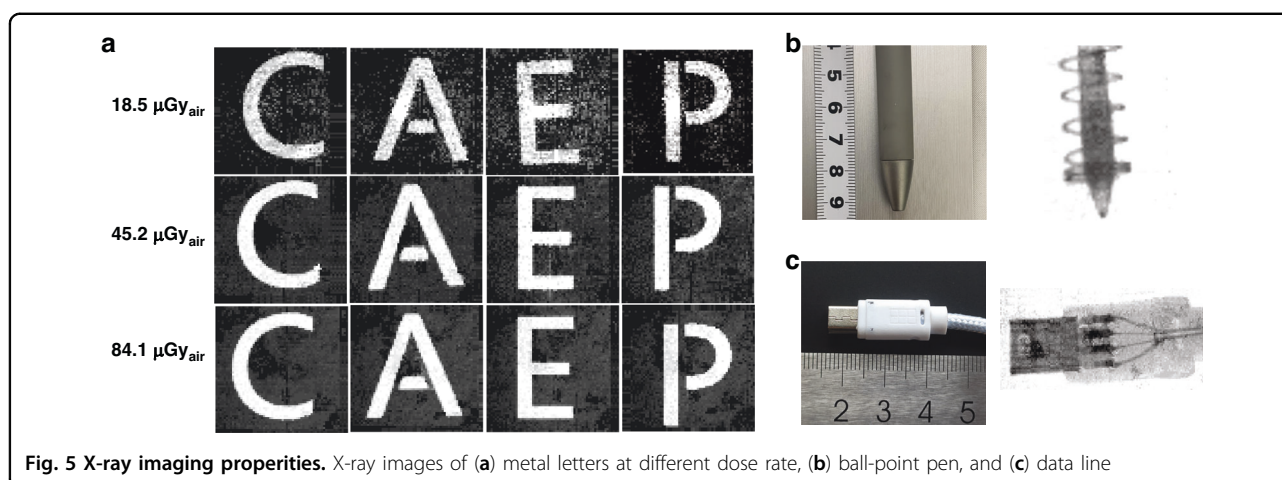 a
18.5 μGyair
C A E P
45.2 μGyair
C A E P
84.1 μGyair
C A E P
b
5
6
7
8
9
c
2 3 4 5
Fig. 5 X-ray imaging properities. X-ray images of (a) metal letters at different dose rate, (b) ball-point pen, and (c) data line